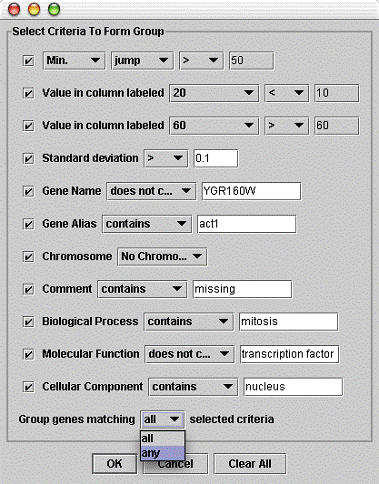 Select Criteria To Form Group
Min. jump > 50
Value in column labeled 20 < 10
Value in column labeled 60 > 60
Standard deviation > 0.1
Gene Name does not c... YGR160W
Gene Alias contains act1
Chromosome No Chromo...
Comment contains missing
Biological Process contains mitosis
Molecular Function does not c... transcription factor
Cellular Component contains nucleus
Group genes matching all selected criteria
all
any
OK Cancel Clear All